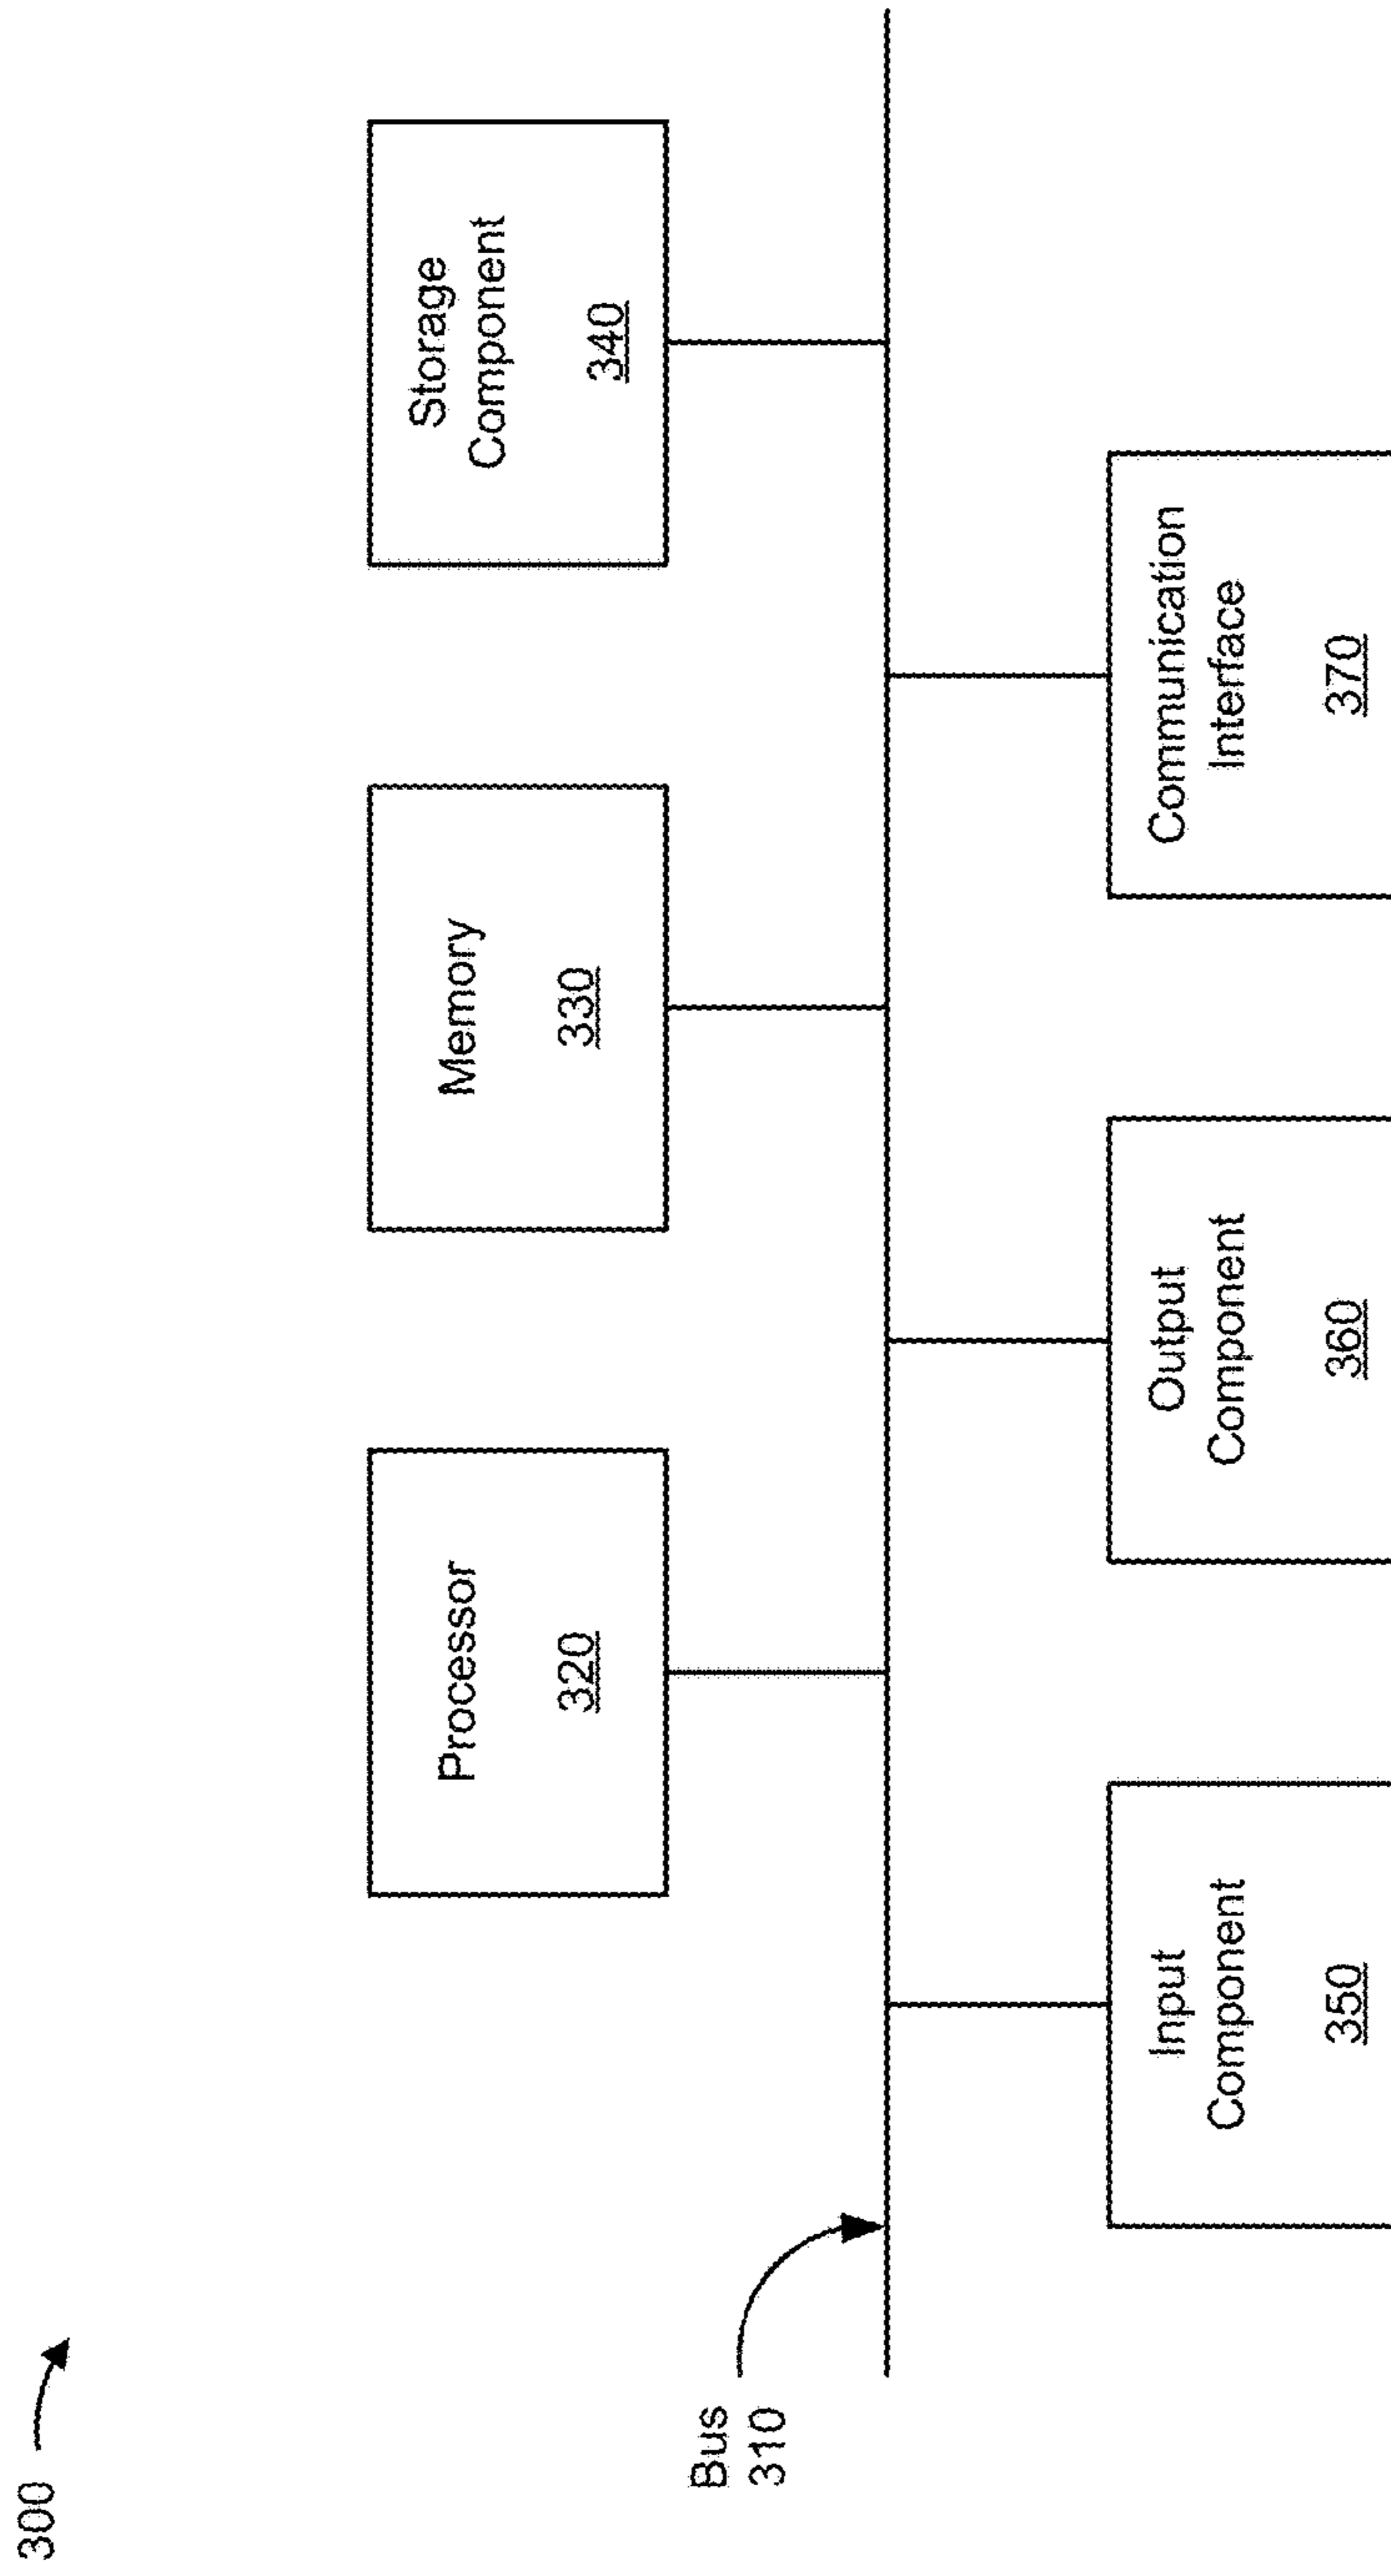 300
Processor
320
Memory
330
Storage
Component
340
Bus
310
Input
Component
350
Output
Component
360
Communication
Interface
370